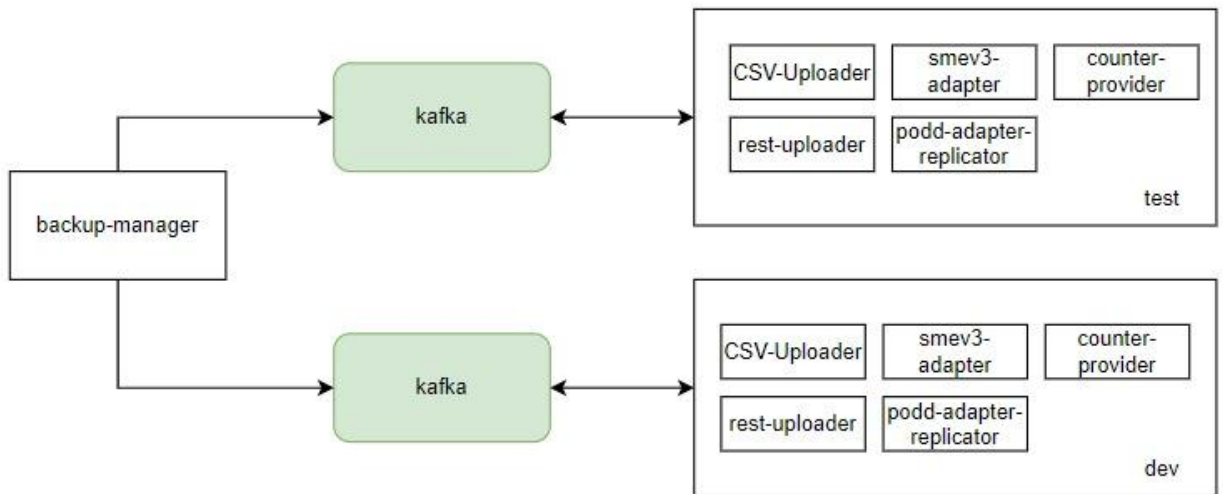 CSV-Uploader
smev3-
adapter
counter-
provider
kafka
rest-uploader
podd-adapter-
replicator
test
backup-manager
CSV-Uploader
smev3-
adapter
counter-
provider
kafka
rest-uploader
podd-adapter-
replicator
dev